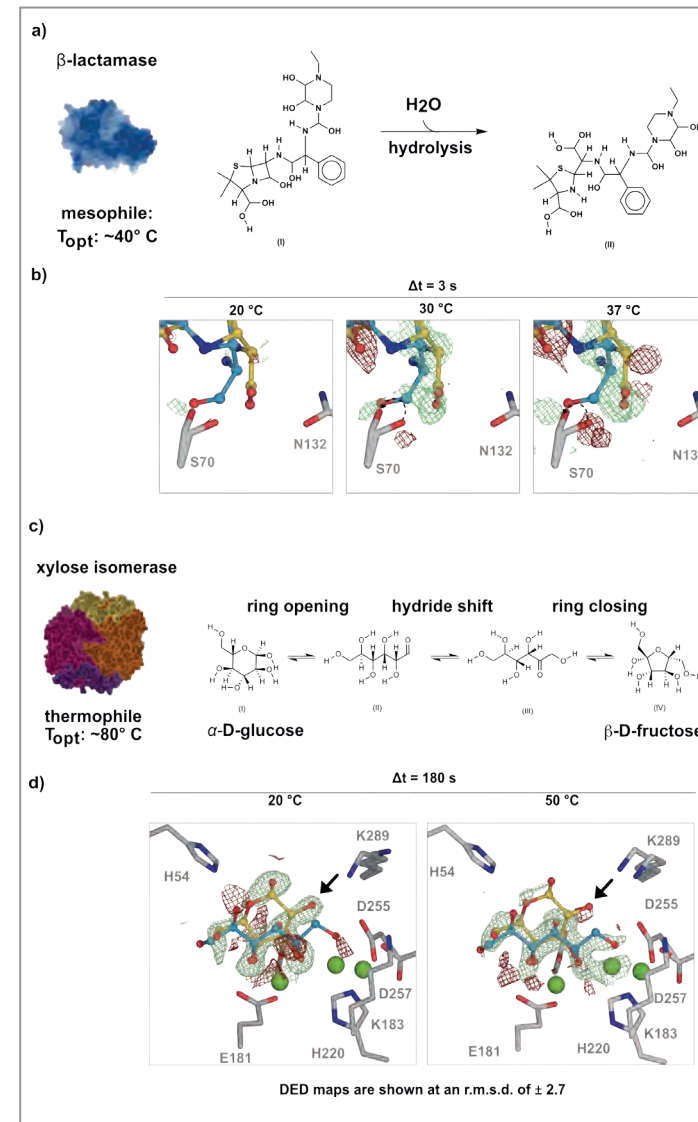 a)
β-lactamase
mesophile:
Topt: ~40° C
H2O
hydrolysis
(I)
(II)
b)
Δt = 3 s
20 °C
30 °C
37 °C
S70
N132
S70
N132
S70
N13
c)
xylose isomerase
thermophile
Topt: ~80° C
ring opening
hydride shift
ring closing
(I)
(II)
(III)
(IV)
α-D-glucose
β-D-fructose
d)
Δt = 180 s
20 °C
50 °C
H54
K289
D255
D257
K183
H220
E181
H54
K289
D255
D257
K183
H220
E181
DED maps are shown at an r.m.s.d. of ± 2.7